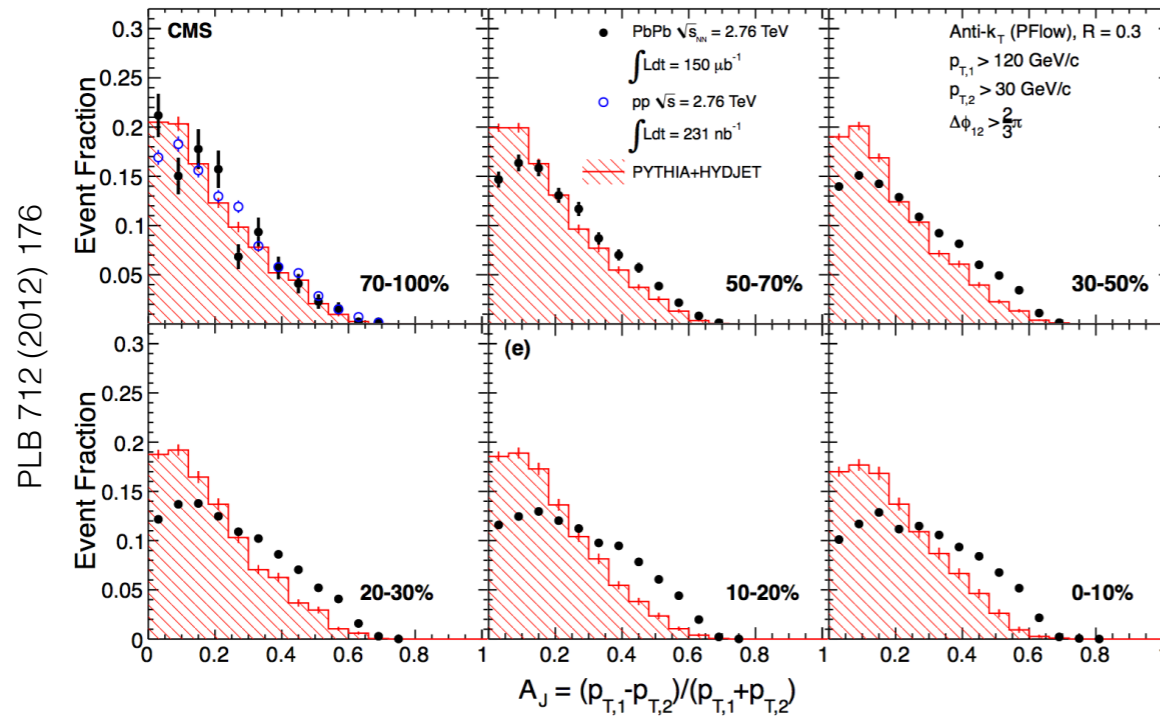 PLB 712 (2012) 176
Event Fraction
0.3
0.25
0.2
0.15
0.1
0.05
CMS
70-100%
PbPb √s_NN = 2.76 TeV
∫Ldt = 150 μb⁻¹
pp √s = 2.76 TeV
∫Ldt = 231 nb⁻¹
PYTHIA+HYDJET
50-70%
Anti-k_T (PFlow), R = 0.3
p_T,1 > 120 GeV/c
p_T,2 > 30 GeV/c
Δϕ_12 > 2/3 π
30-50%
Event Fraction
0.3
0.25
0.2
0.15
0.1
0.05
0
20-30%
(e)
10-20%
0-10%
0 0.2 0.4 0.6 0.8 1 0.2 0.4 0.6 0.8 1 0.2 0.4 0.6 0.8 1
A_J = (p_T,1-p_T,2)/(p_T,1+p_T,2)